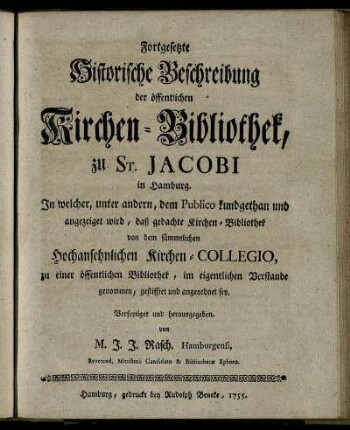 Fortgesetzte
Historische Beschreibung
der öffentlichen
Kirchen-Bibliothek,
zu ST. JACOBI
in Hamburg.
In welcher, unter andern, dem Publico kundgethan und
angezeiget wird, daß gedachte Kirchen-Bibliothek
von dem sämmtlichen
Hochansehnlichen Kirchen-COLLEGIO,
zu einer öffentlichen Bibliothek, im eigentlichen Verstande
genommen, gestifftet und angeordnet sey.
Verfertiget und herausgegeben.
von
M. J. J. Rasch. Hamburgens.
Reverend. Ministerii Candidato & Bibliothecæ Ephoro.
Hamburg, gedruckt bey Rudolph Beneke, 1755.